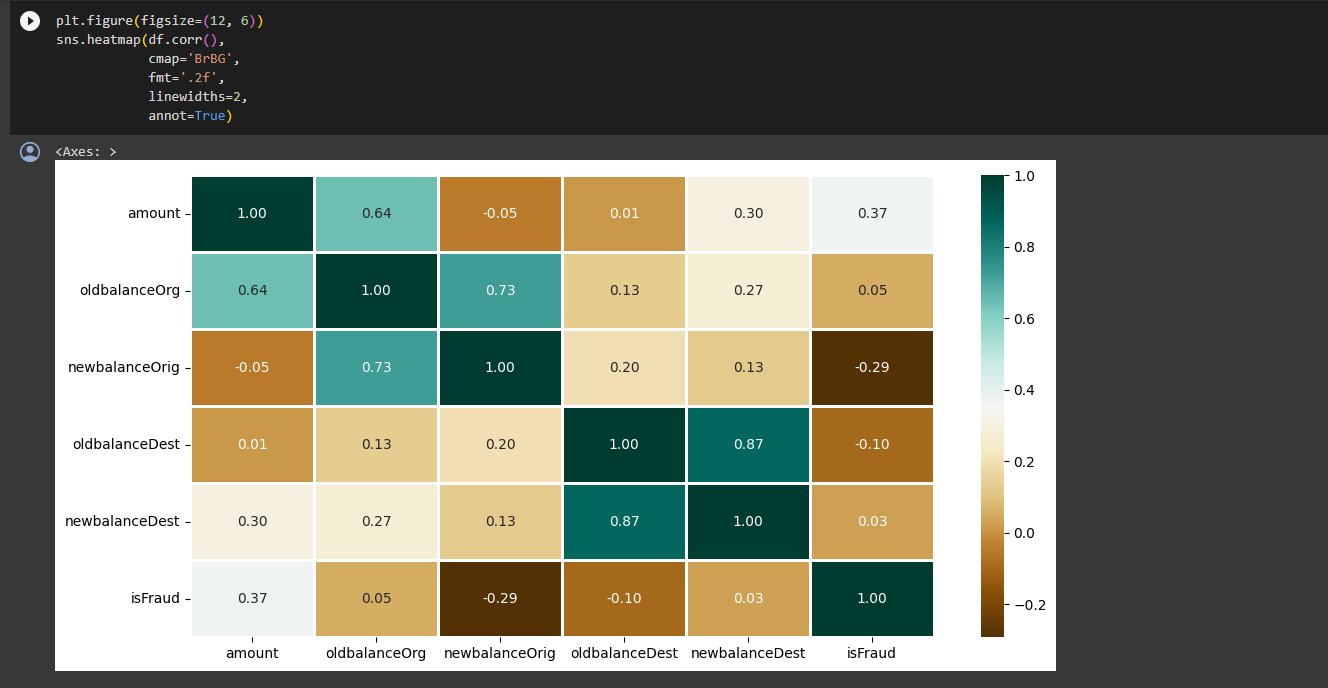 plt.figure(figsize=(12, 6))
sns.heatmap(df.corr(),
            cmap='BrBG',
            fmt='.2f',
            linewidths=2,
            annot=True)
<Axes: >
amount 1.00 0.64 -0.05 0.01 0.30 0.37
oldbalanceOrg 0.64 1.00 0.73 0.13 0.27 0.05
newbalanceOrig -0.05 0.73 1.00 0.20 0.13 -0.29
oldbalanceDest 0.01 0.13 0.20 1.00 0.87 -0.10
newbalanceDest 0.30 0.27 0.13 0.87 1.00 0.03
isFraud 0.37 0.05 -0.29 -0.10 0.03 1.00
amount oldbalanceOrg newbalanceOrig oldbalanceDest newbalanceDest isFraud
1.0
0.8
0.6
0.4
0.2
0.0
−0.2